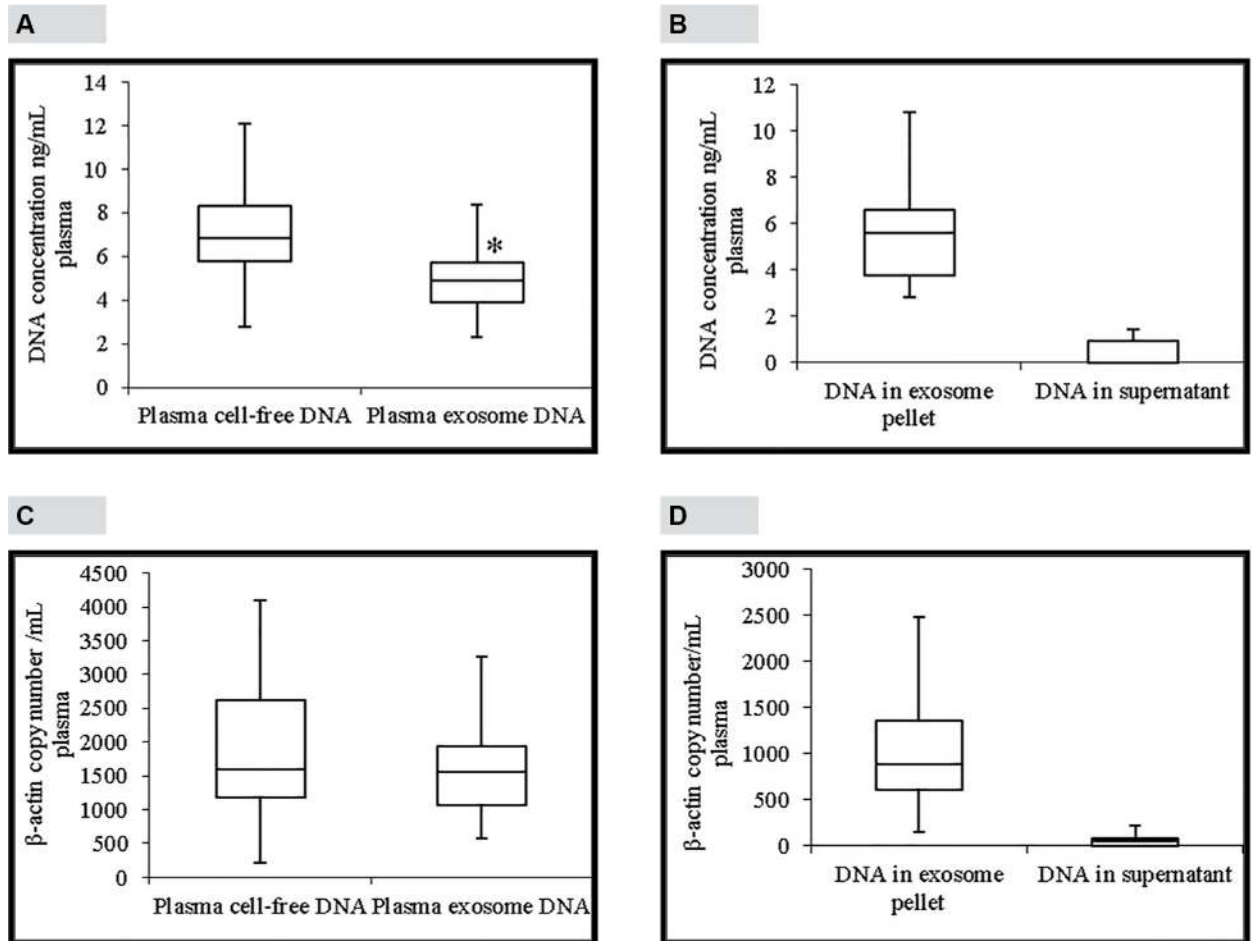 A
DNA concentration ng/mL
plasma
14
12
10
8
6
4
2
0
*
Plasma cell-free DNA
Plasma exosome DNA
B
DNA concentration ng/mL
plasma
12
10
8
6
4
2
0
DNA in exosome
pellet
DNA in supernatant
C
β-actin copy number /mL
plasma
4500
4000
3500
3000
2500
2000
1500
1000
500
0
Plasma cell-free DNA
Plasma exosome DNA
D
β-actin copy number/mL
plasma
3000
2500
2000
1500
1000
500
0
DNA in exosome
pellet
DNA in supernatant